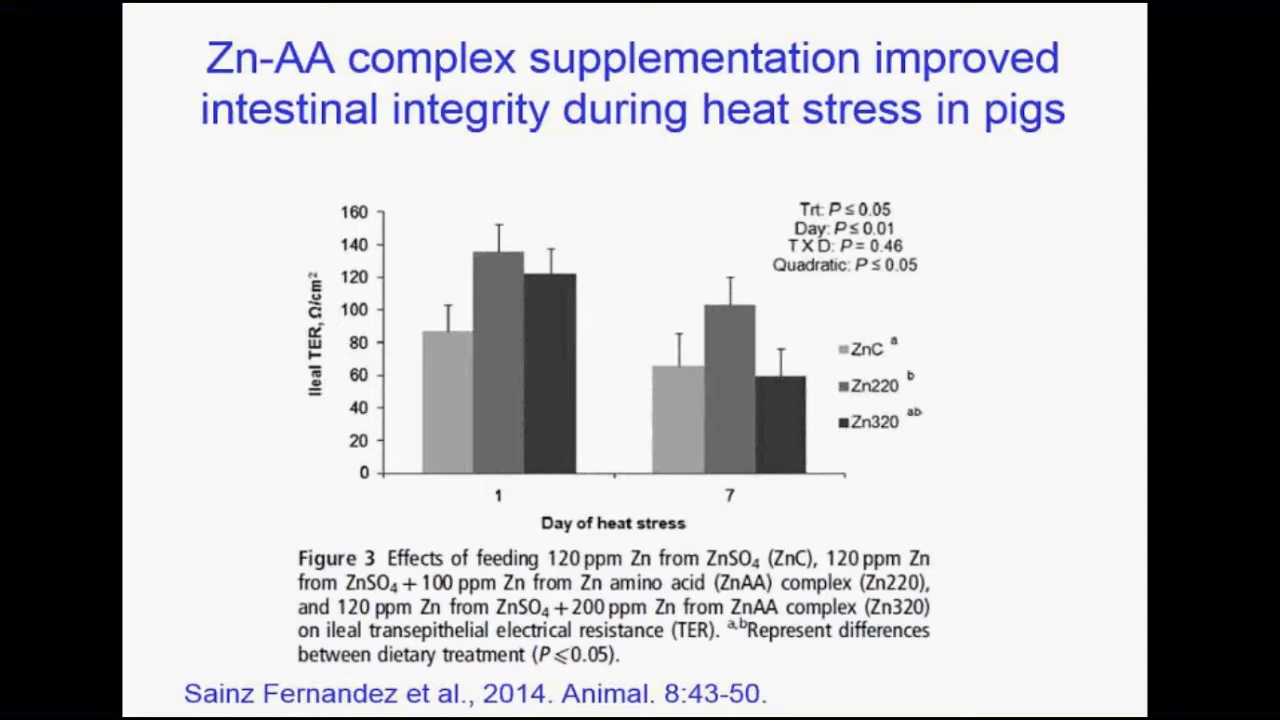 Zn-AA complex supplementation improved
intestinal integrity during heat stress in pigs
160
140
120
100
80
60
40
20
0
Ileal TER, Ω/cm²
1
7
Day of heat stress
Trt: P ≤ 0.05
Day: P ≤ 0.01
T X D: P = 0.46
Quadratic: P ≤ 0.05
ZnC ᵃ
Zn220 ᵇ
Zn320 ᵃᵇ
Figure 3 Effects of feeding 120 ppm Zn from ZnSO₄ (ZnC), 120 ppm Zn
from ZnSO₄ + 100 ppm Zn from Zn amino acid (ZnAA) complex (Zn220),
and 120 ppm Zn from ZnSO₄ + 200 ppm Zn from ZnAA complex (Zn320)
on ileal transepithelial electrical resistance (TER). ᵃ,ᵇRepresent differences
between dietary treatment (P ⩽ 0.05).
Sainz Fernandez et al., 2014. Animal. 8:43-50.